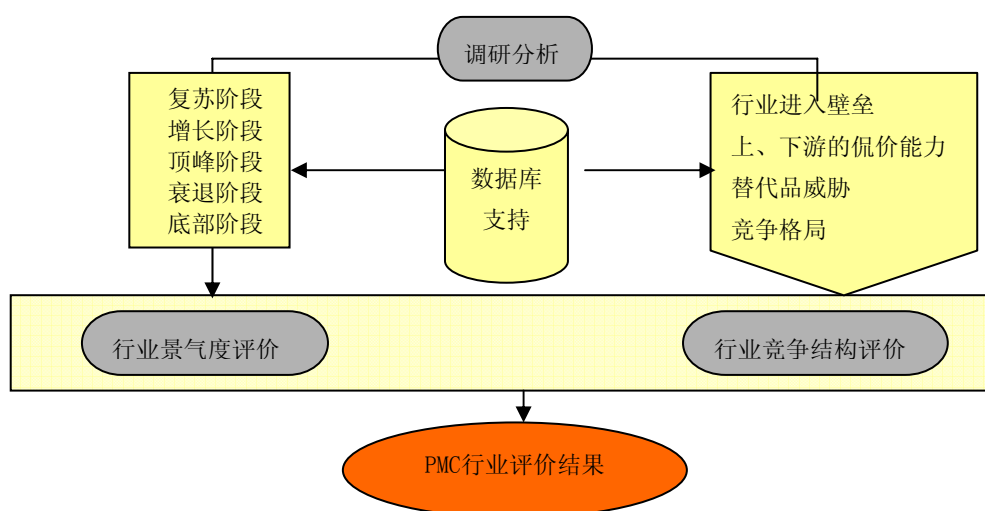 调研分析
复苏阶段
增长阶段
顶峰阶段
衰退阶段
底部阶段
数据库
支持
行业进入壁垒
上、下游的侃价能力
替代品威胁
竞争格局
行业景气度评价
行业竞争结构评价
PMC行业评价结果